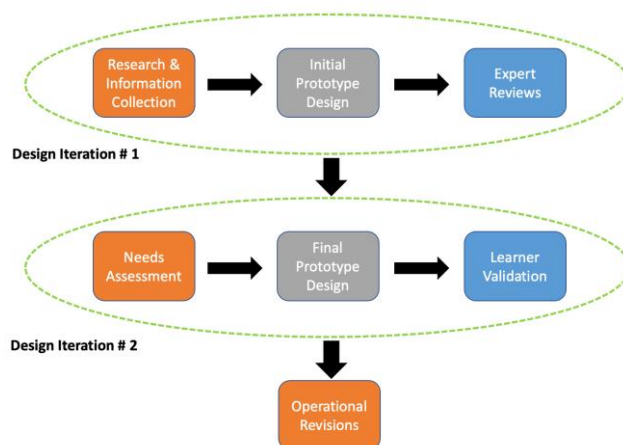 Research &
Information
Collection
Initial
Prototype
Design
Expert
Reviews
Design Iteration # 1
Needs
Assessment
Final
Prototype
Design
Learner
Validation
Design Iteration # 2
Operational
Revisions